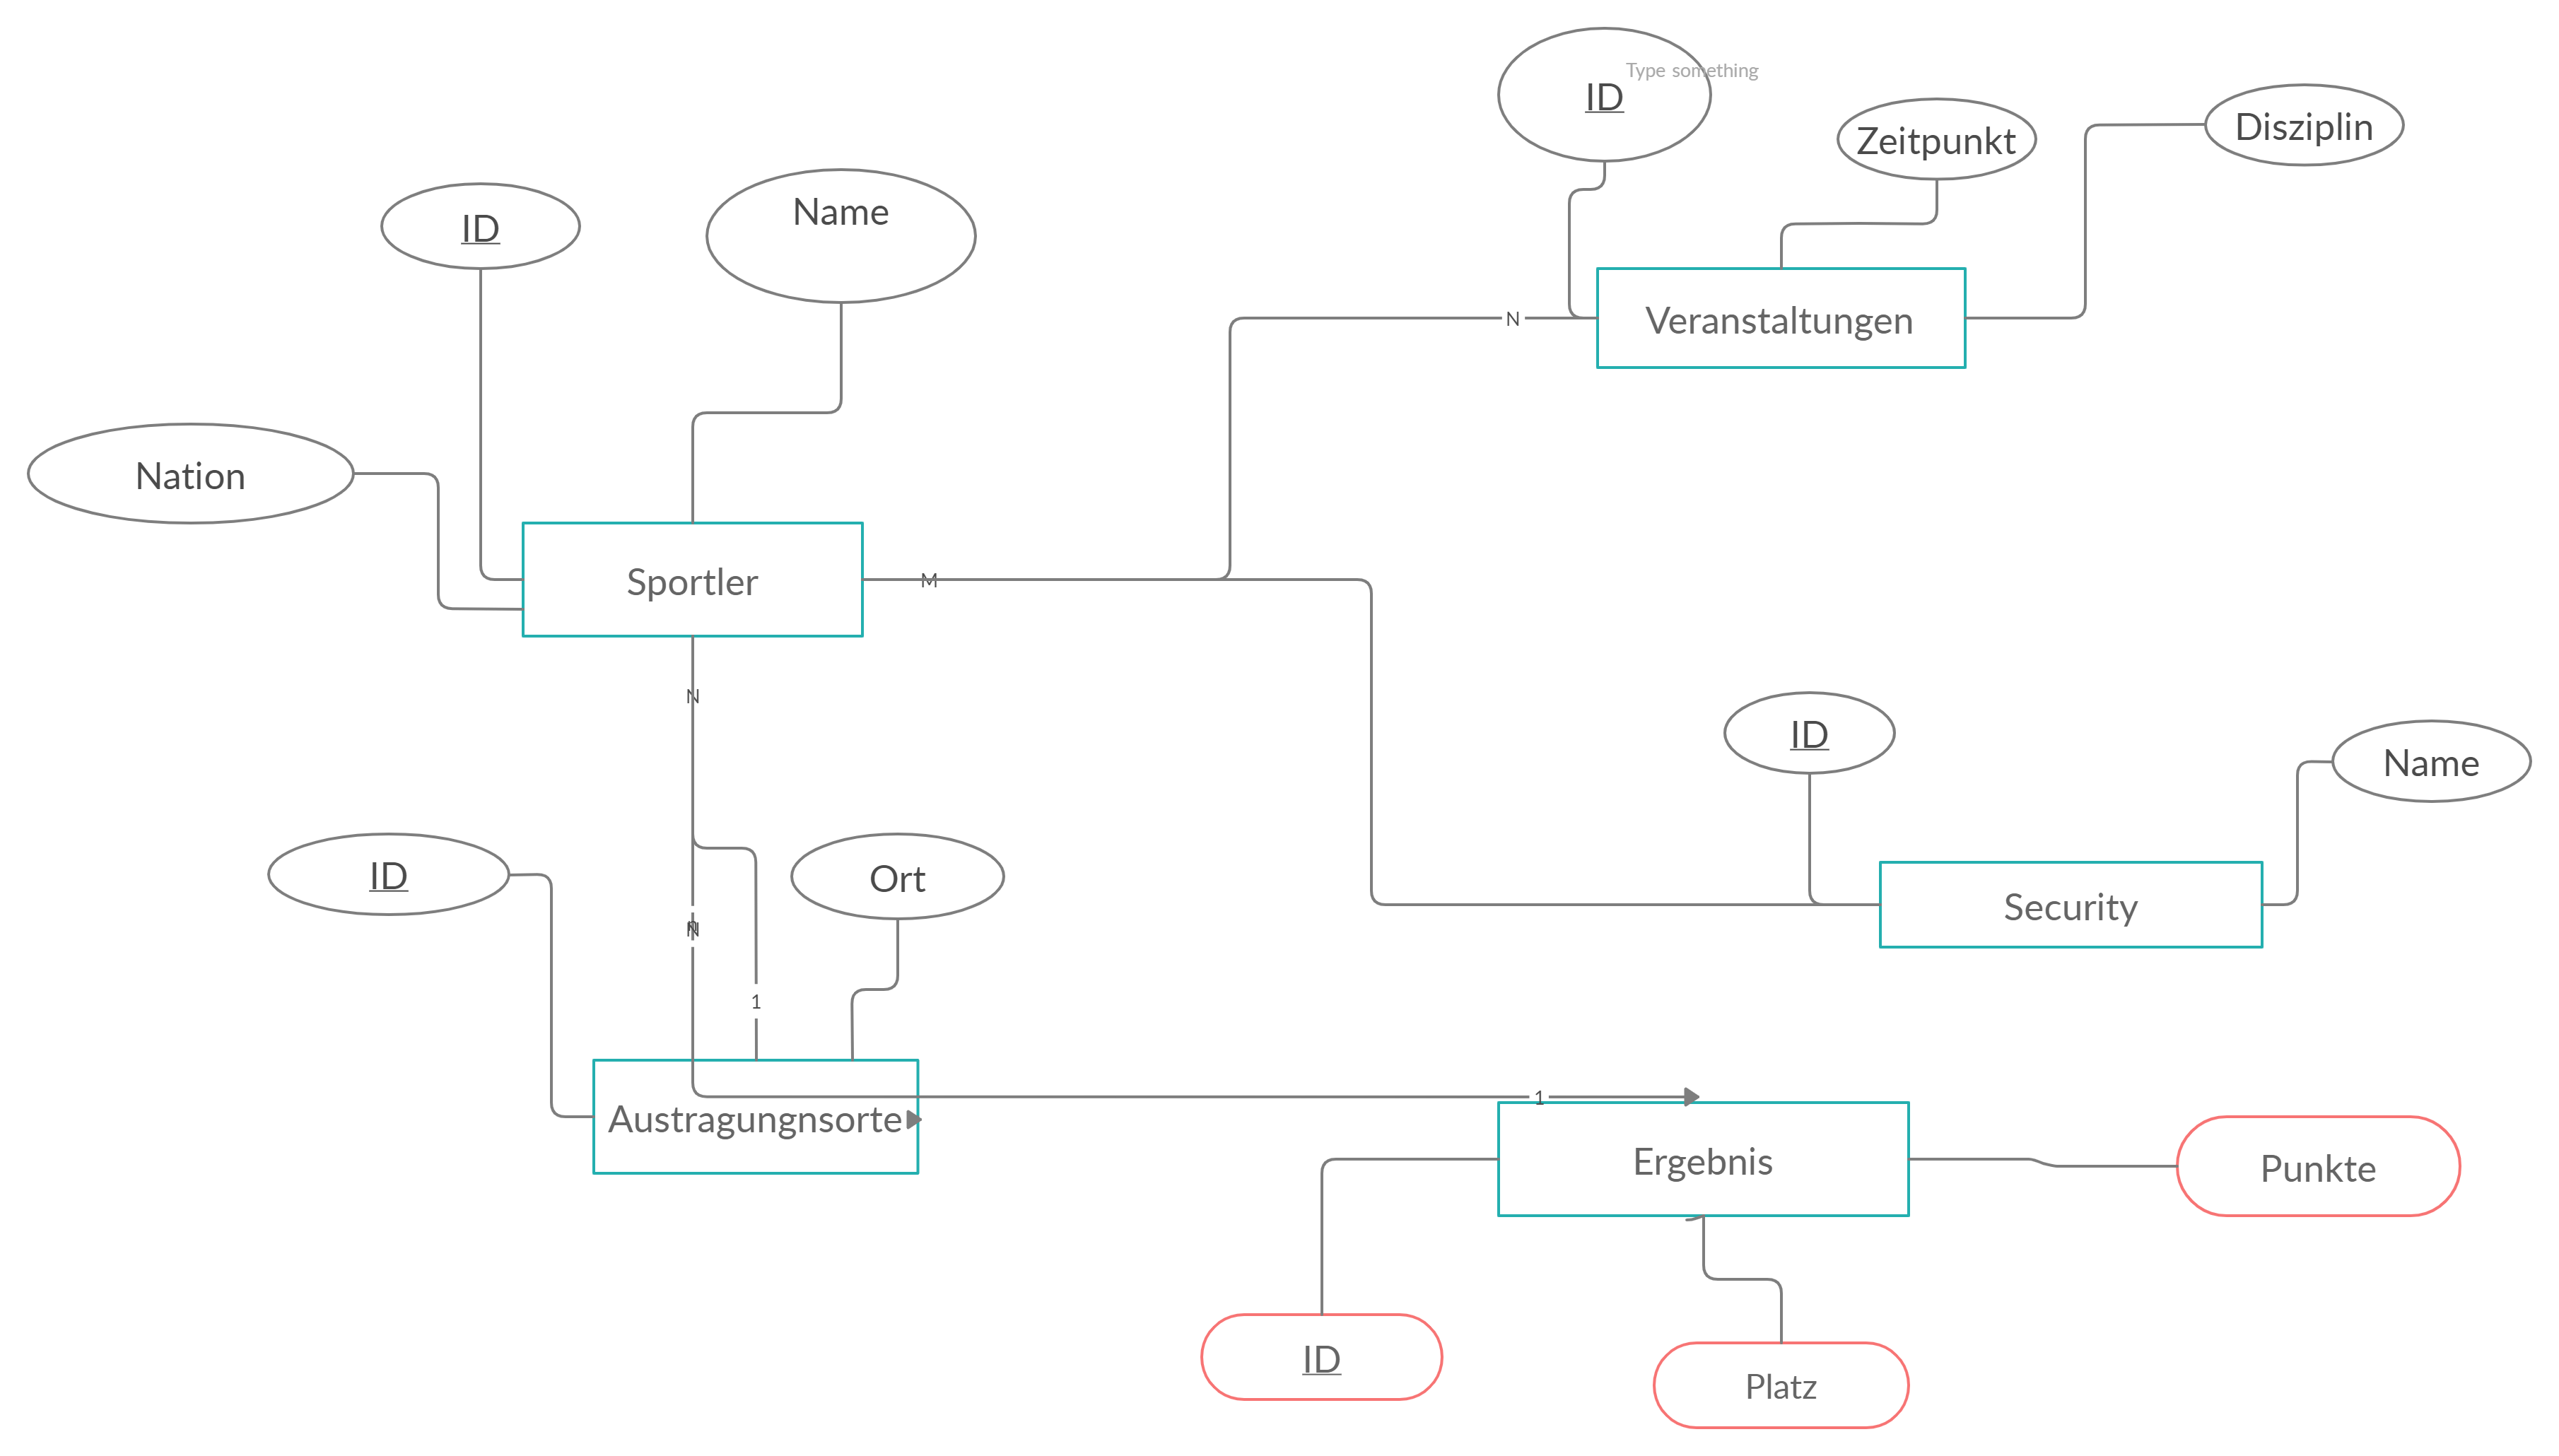 Type something
ID
Zeitpunkt
Disziplin
ID
Name
Veranstaltungen
N
Nation
Sportler
M
N
ID
Name
ID
Ort
Security
N
1
1
Austragungnsorte
Ergebnis
Punkte
ID
Platz